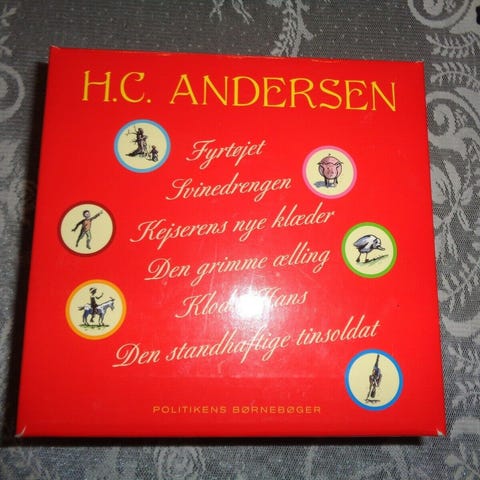 H.C. ANDERSEN
Fyrtøjet
Svinedrengen
Kejserens nye klæder
Den grimme ælling
Hans
Den standhaftige tinsoldat
POLITIKENS BØRNEBØGER